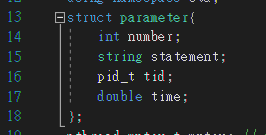 13 struct parameter{
14 int number;
15 string statement;
16 pid_t tid;
17 double time;
18 };